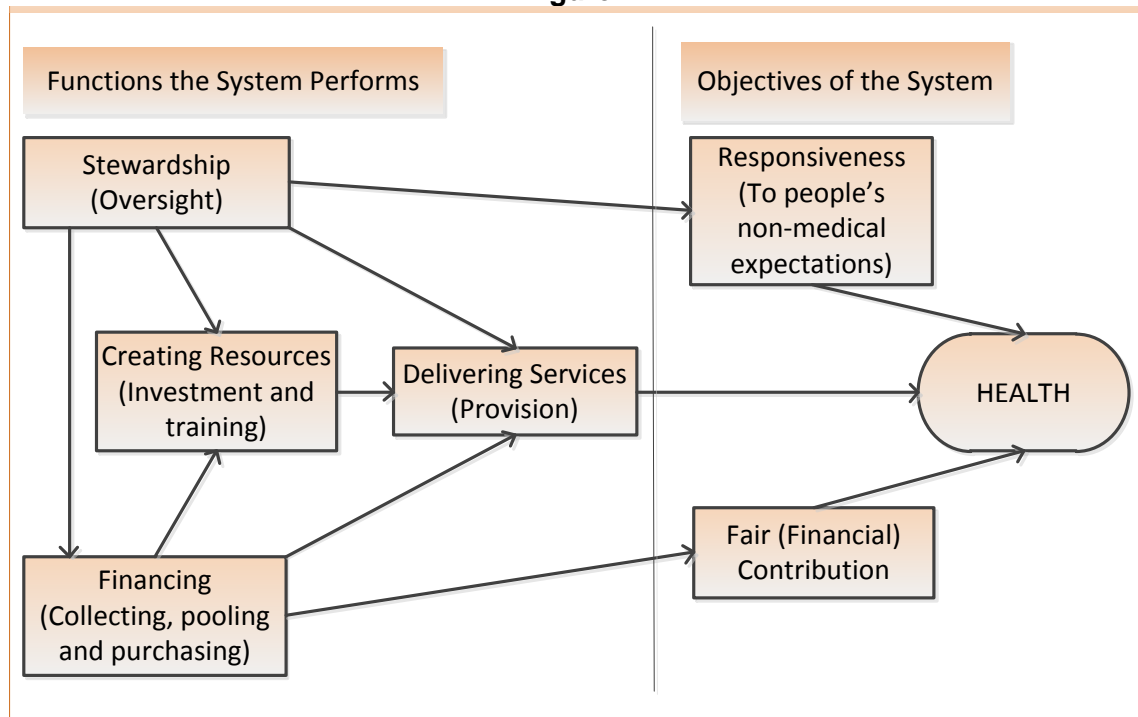 Functions the System Performs
Objectives of the System
Stewardship
(Oversight)
Responsiveness
(To people's
non-medical
expectations)
Creating Resources
(Investment and
training)
Delivering Services
(Provision)
HEALTH
Financing
(Collecting, pooling
and purchasing)
Fair (Financial)
Contribution